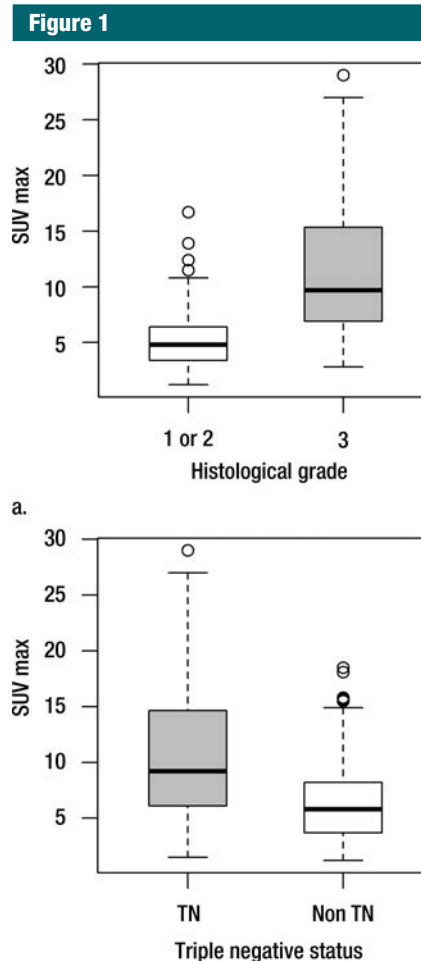 Figure 1
30
25
20
15
10
5
SUV max
1 or 2 3
Histological grade
a.
30
25
20
15
10
5
SUV max
TN Non TN
Triple negative status